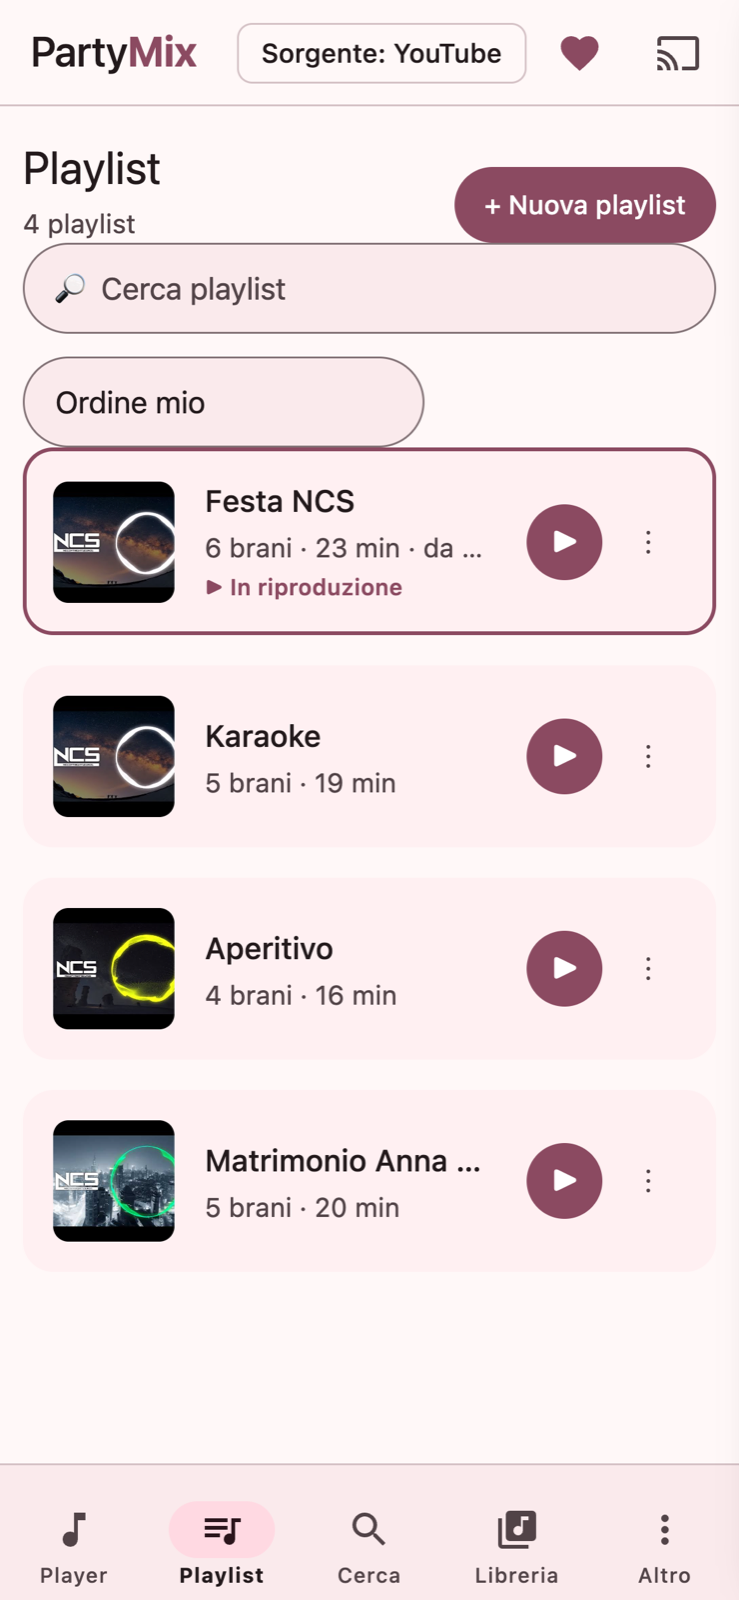 PartyMix
Sorgente: YouTube
Playlist
4 playlist
+ Nuova playlist
Cerca playlist
Ordine mio
NCS
Festa NCS
6 brani · 23 min · da ...
In riproduzione
NCS
Karaoke
5 brani · 19 min
NCS
Aperitivo
4 brani · 16 min
NCS
Matrimonio Anna ...
5 brani · 20 min
Player
Playlist
Cerca
Libreria
Altro